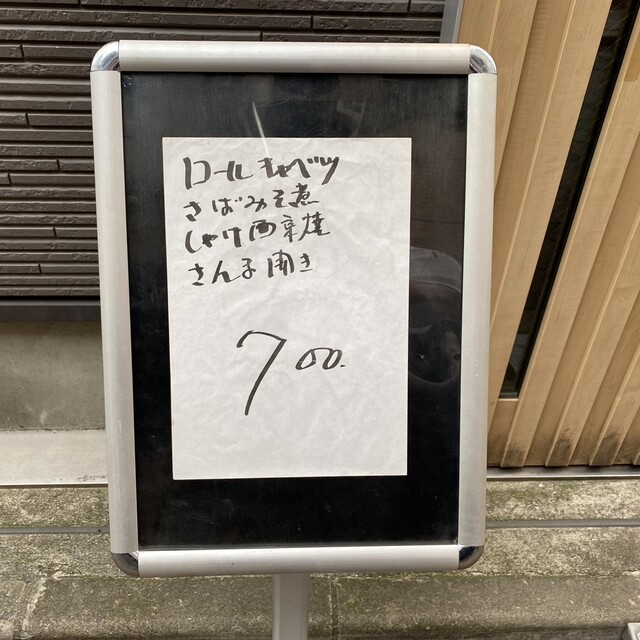 ロールキャベツ
さばみそ煮
しゃけ西京焼
さんま開き
700.